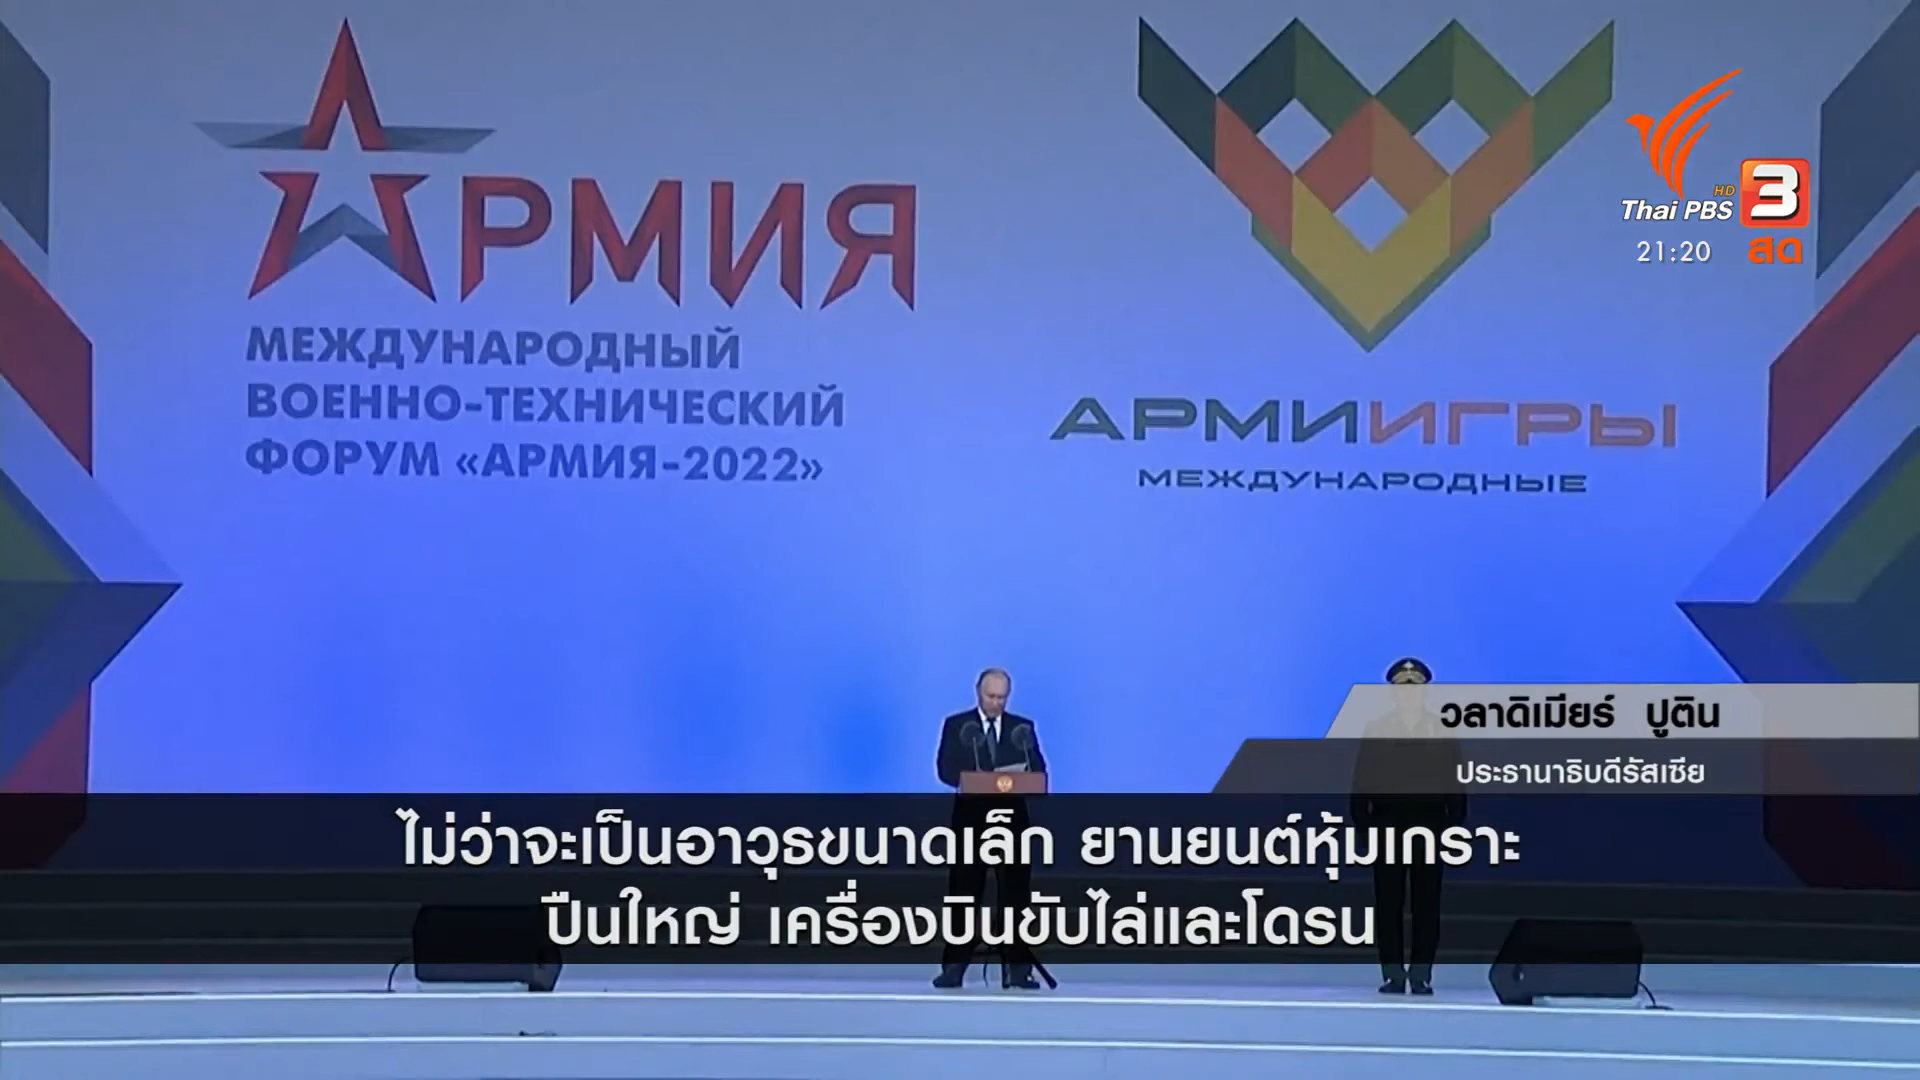 АРМИЯ
МЕЖДУНАРОДНЫЙ
ВОЕННО-ТЕХНИЧЕСКИЙ
ФОРУМ «АРМИЯ-2022»
АРМИИГРЫ
МЕЖДУНАРОДНЫЕ
HD
Thai PBS 3
21:20 สด
วลาดิเมียร์ ปูติน
ประธานาธิบดีรัสเซีย
ไม่ว่าจะเป็นอาวุธขนาดเล็ก ยานยนต์หุ้มเกราะ
ปืนใหญ่ เครื่องบินขับไล่และโดรน